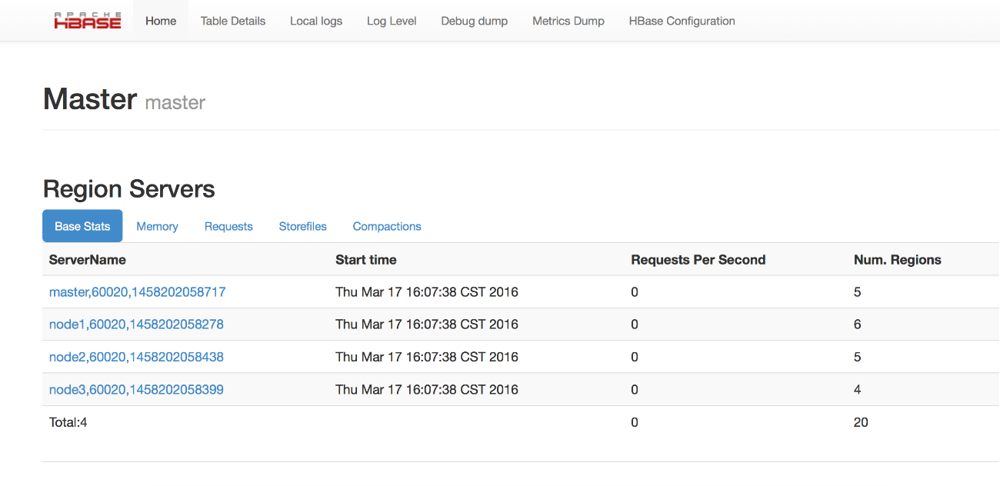 APACHE
HBASE Home Table Details Local logs Log Level Debug dump Metrics Dump HBase Configuration
Master master
Region Servers
Base Stats Memory Requests Storefiles Compactions
ServerName Start time Requests Per Second Num. Regions
master,60020,1458202058717 Thu Mar 17 16:07:38 CST 2016 0 5
node1,60020,1458202058278 Thu Mar 17 16:07:38 CST 2016 0 6
node2,60020,1458202058438 Thu Mar 17 16:07:38 CST 2016 0 5
node3,60020,1458202058399 Thu Mar 17 16:07:38 CST 2016 0 4
Total:4 0 20